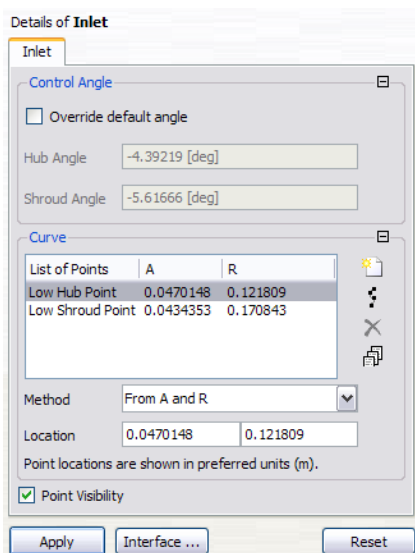 Details of Inlet
Inlet
Control Angle
Override default angle
Hub Angle -4.39219 [deg]
Shroud Angle -5.61666 [deg]
Curve
List of Points A R
Low Hub Point 0.0470148 0.121809
Low Shroud Point 0.0434353 0.170843
Method From A and R
Location 0.0470148 0.121809
Point locations are shown in preferred units (m).
Point Visibility
Apply Interface ... Reset